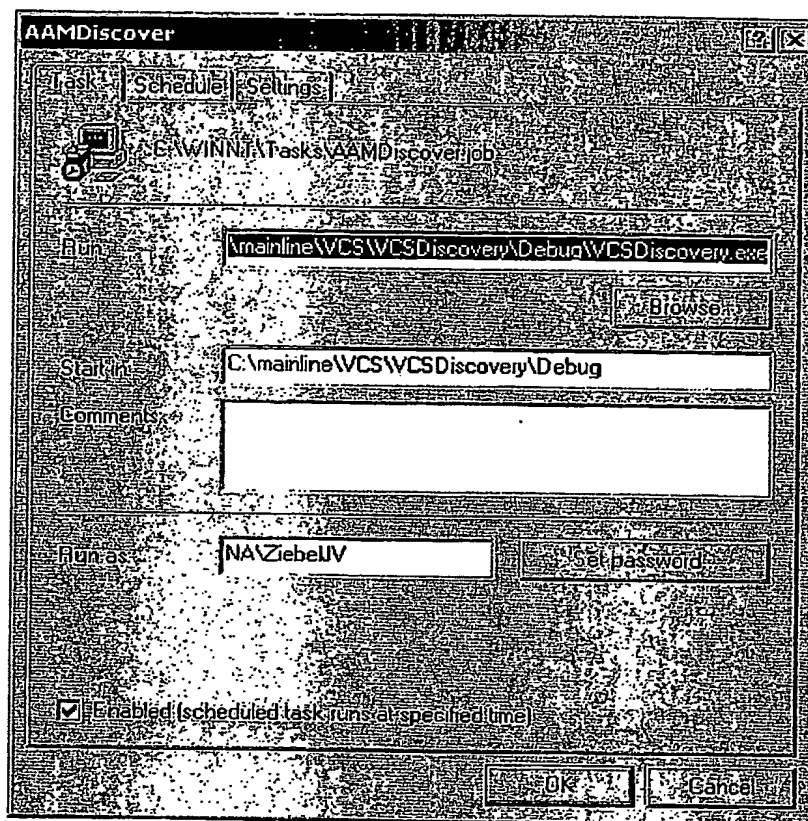 AAMDiscover
Task Schedule Settings
C:\WINNT\Tasks\AAMDiscover.job
Run:
\mainline\VCS\VCSDiscovery\Debug\VCSDiscovery.exe
Browse...
Start in:
C:\mainline\VCS\VCSDiscovery\Debug
Comments:
Run as:
NA\ZiebellJV
Set password...
Enabled (scheduled task runs at specified time)
OK Cancel